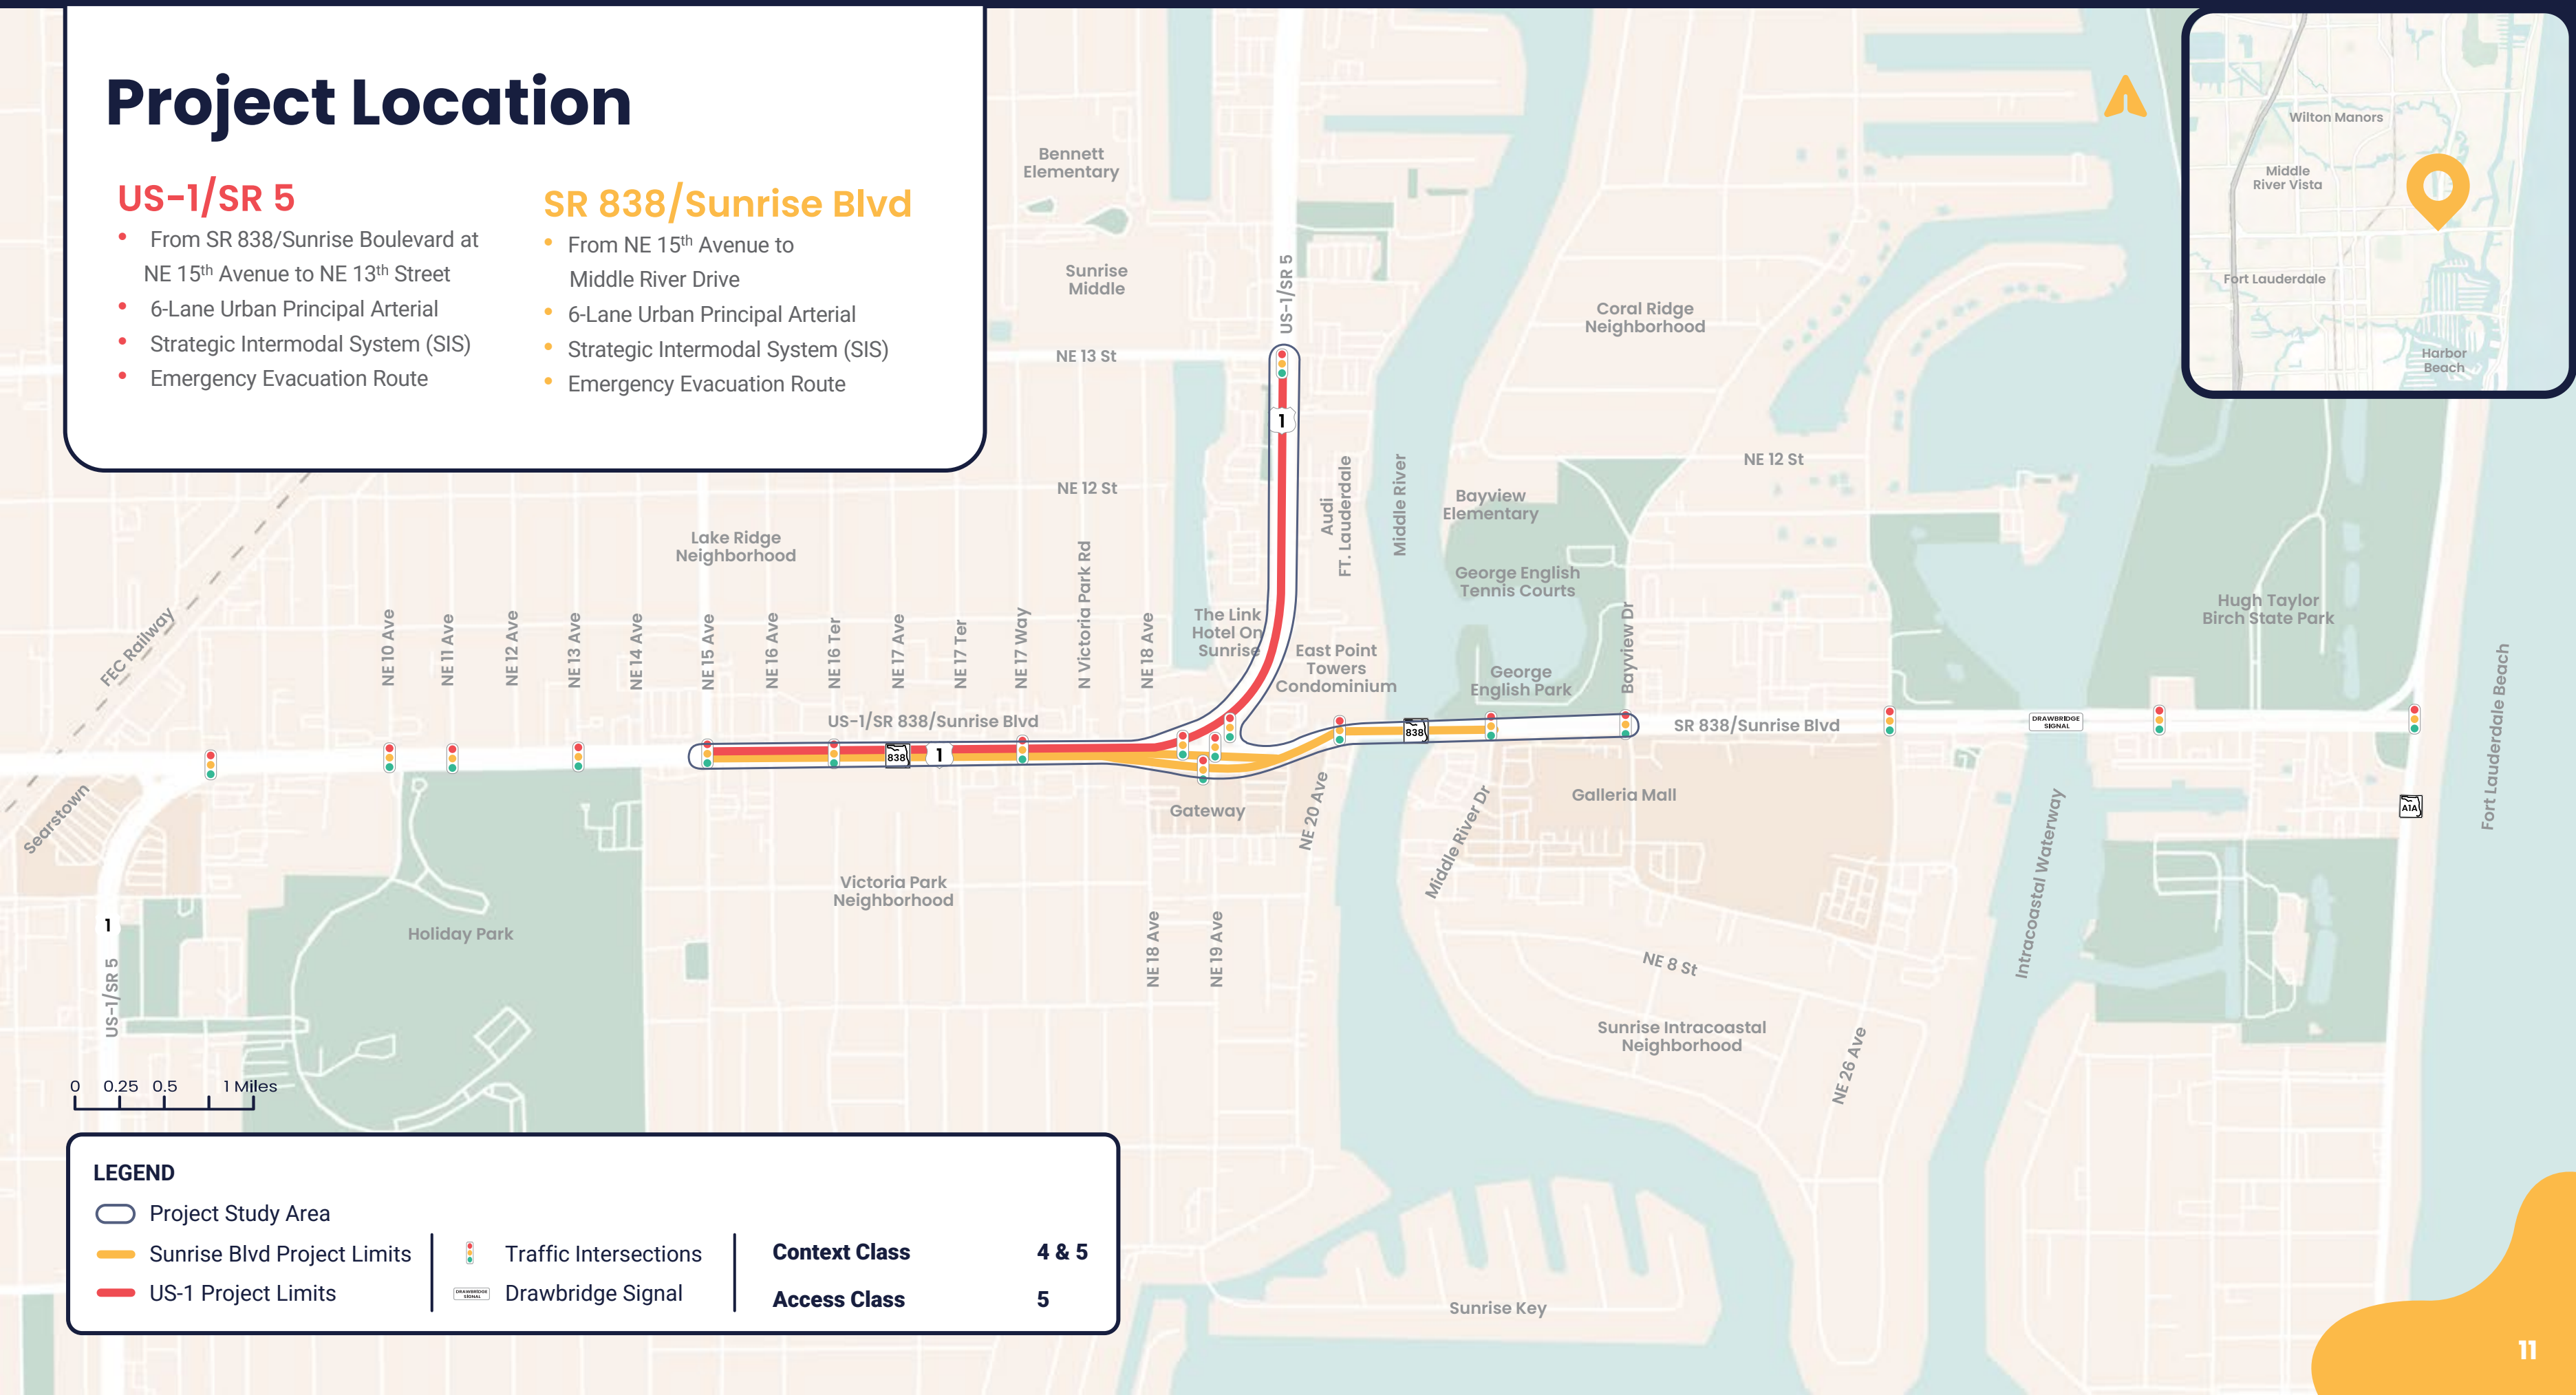 Project Location
US-1/SR 5
From SR 838/Sunrise Boulevard at
NE 15th Avenue to NE 13th Street
6-Lane Urban Principal Arterial
Strategic Intermodal System (SIS)
Emergency Evacuation Route
SR 838/Sunrise Blvd
From NE 15th Avenue to
Middle River Drive
6-Lane Urban Principal Arterial
Strategic Intermodal System (SIS)
Emergency Evacuation Route
Wilton Manors
Middle
River Vista
Fort Lauderdale
Harbor
Beach
Bennett
Elementary
Sunrise
Middle
US-1/SR 5
Coral Ridge
Neighborhood
NE 13 St
1
NE 12 St
NE 12 St
Audi
FT. Lauderdale
Middle River
Bayview
Elementary
Lake Ridge
Neighborhood
George English
Tennis Courts
Hugh Taylor
Birch State Park
FEC Railway
NE 10 Ave
NE 11 Ave
NE 12 Ave
NE 13 Ave
NE 14 Ave
NE 15 Ave
NE 16 Ave
NE 16 Ter
NE 17 Ave
NE 17 Ter
NE 17 Way
N Victoria Park Rd
NE 18 Ave
The Link
Hotel On
Sunrise
East Point
Towers
Condominium
George
English Park
Bayview Dr
US-1/SR 838/Sunrise Blvd
SR 838/Sunrise Blvd
DRAWBRIDGE
SIGNAL
838
1
838
Fort Lauderdale Beach
Searstown
Gateway
NE 20 Ave
Middle River Dr
Galleria Mall
A1A
Intracoastal Waterway
Victoria Park
Neighborhood
Holiday Park
1
US-1/SR 5
NE 18 Ave
NE 19 Ave
NE 8 St
Sunrise Intracoastal
Neighborhood
NE 26 Ave
0 0.25 0.5 1 Miles
LEGEND
Project Study Area
Sunrise Blvd Project Limits
US-1 Project Limits
Traffic Intersections
DRAWBRIDGE
SIGNAL
Drawbridge Signal
Context Class 4 & 5
Access Class 5
Sunrise Key
11